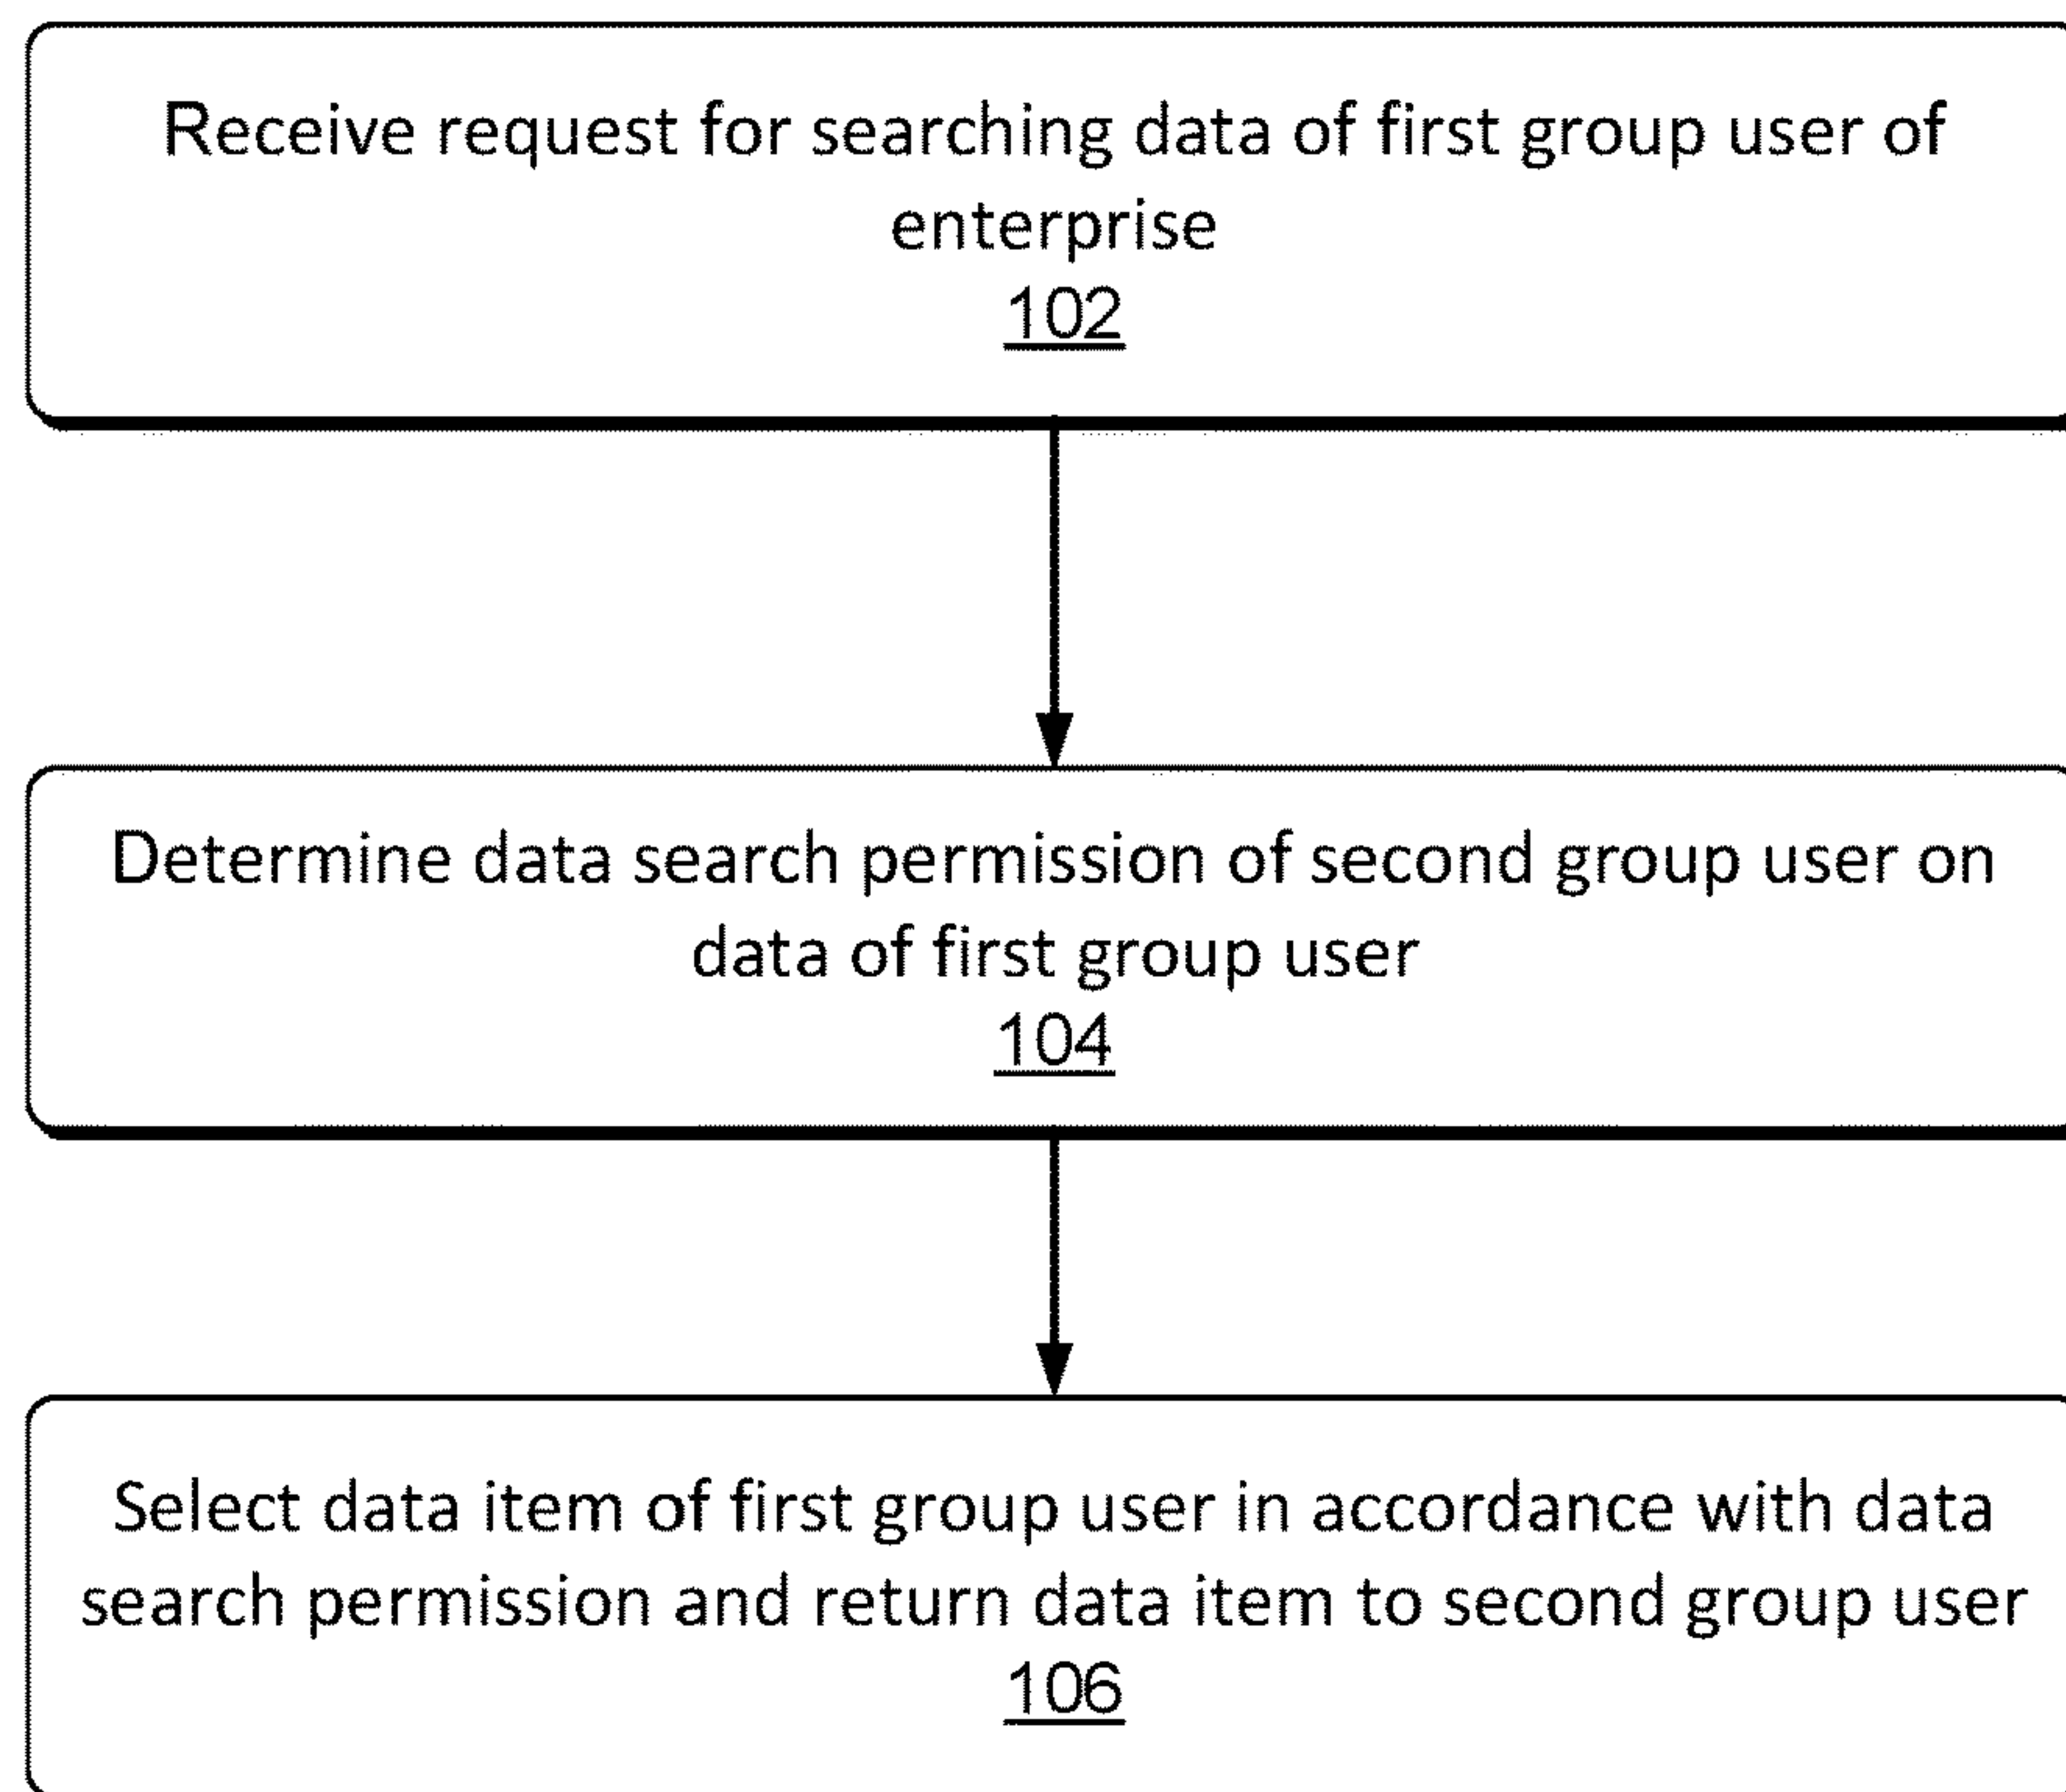 Receive request for searching data of first group user of
enterprise
102
Determine data search permission of second group user on
data of first group user
104
Select data item of first group user in accordance with data
search permission and return data item to second group user
106